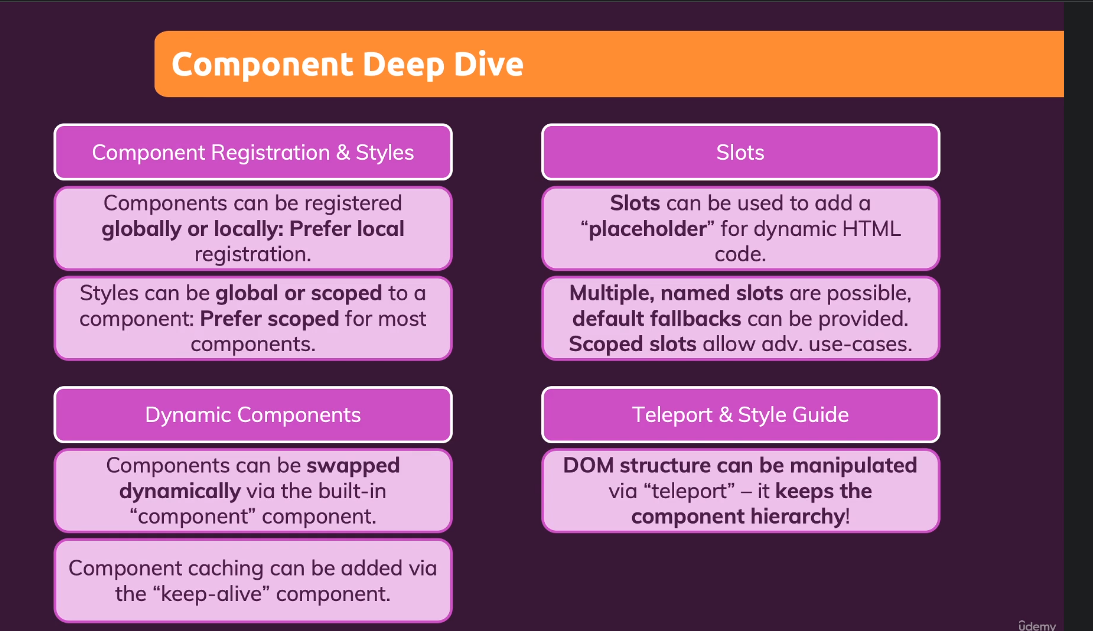 Component Deep Dive
Component Registration & Styles
Components can be registered
globally or locally: Prefer local
registration.
Styles can be global or scoped to a
component: Prefer scoped for most
components.
Slots
Slots can be used to add a
“placeholder” for dynamic HTML
code.
Multiple, named slots are possible,
default fallbacks can be provided.
Scoped slots allow adv. use-cases.
Dynamic Components
Components can be swapped
dynamically via the built-in
“component” component.
Component caching can be added via
the “keep-alive” component.
Teleport & Style Guide
DOM structure can be manipulated
via “teleport” – it keeps the
component hierarchy!
ûdemy